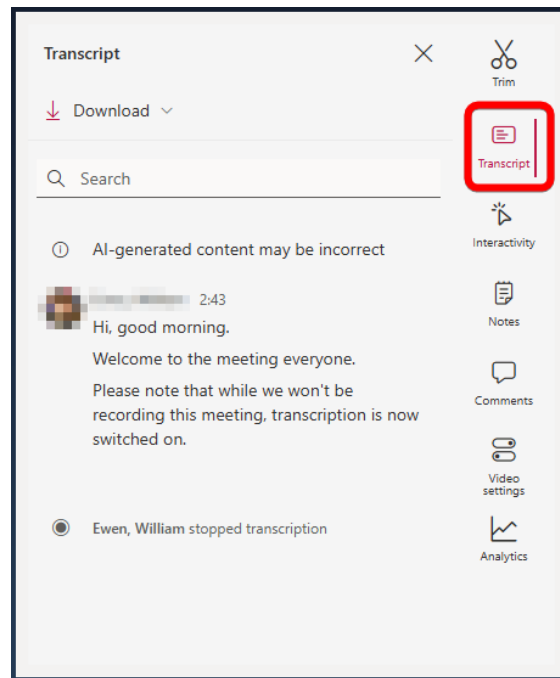 Transcript
Download
Search
AI-generated content may be incorrect
2:43
Hi, good morning.
Welcome to the meeting everyone.
Please note that while we won't be
recording this meeting, transcription is now
switched on.
Ewen, William stopped transcription
Trim
Transcript
Interactivity
Notes
Comments
Video
settings
Analytics